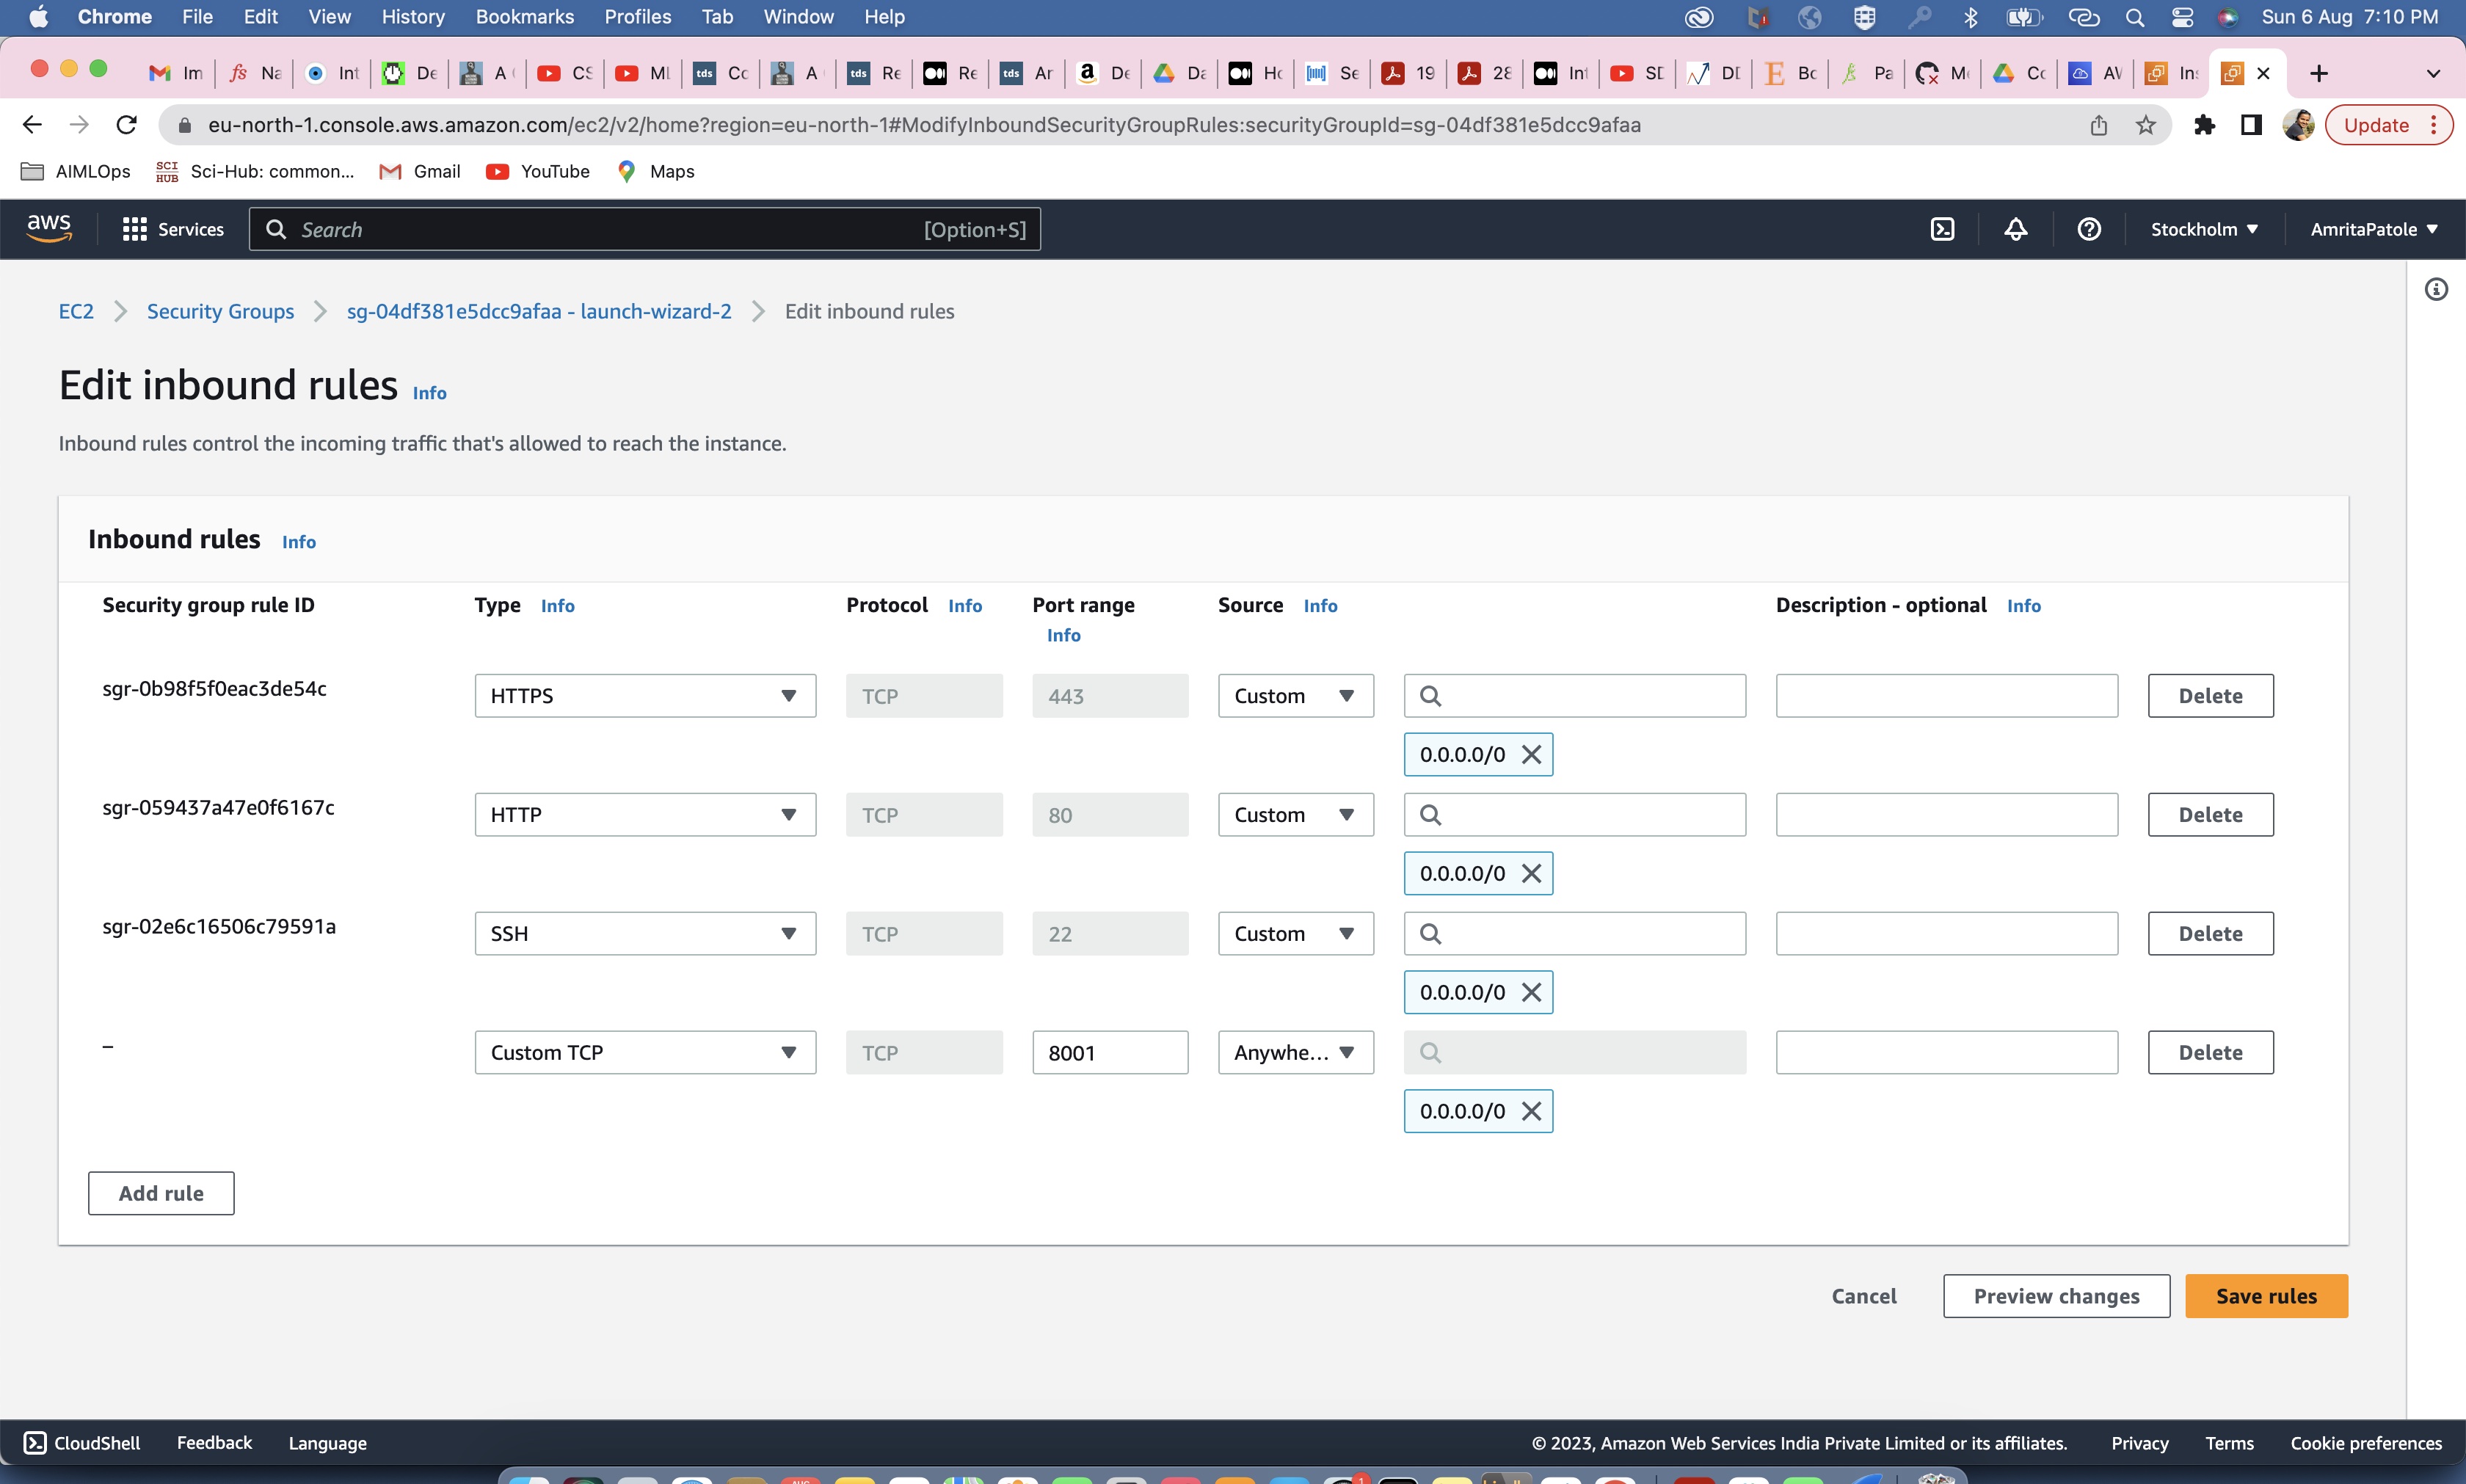 Chrome File Edit View History Bookmarks Profiles Tab Window Help Sun 6 Aug 7:10 PM
Im Na Int De A CS ML Cc A Re Re Ar De Da Hc Se 19 28 Int SD DD Bc Pa Me Cc AW Ins
eu-north-1.console.aws.amazon.com/ec2/v2/home?region=eu-north-1#ModifyInboundSecurityGroupRules:securityGroupId=sg-04df381e5dcc9afaa Update
AIMLOps SCI HUB Sci-Hub: common... Gmail YouTube Maps
aws Services Search [Option+S] Stockholm AmritaPatole
EC2 Security Groups sg-04df381e5dcc9afaa - launch-wizard-2 Edit inbound rules
Edit inbound rules Info
Inbound rules control the incoming traffic that's allowed to reach the instance.
Inbound rules Info
Security group rule ID Type Info Protocol Info Port range Source Info Description - optional Info
Info
sgr-0b98f5f0eac3de54c HTTPS TCP 443 Custom Delete
0.0.0.0/0
sgr-059437a47e0f6167c HTTP TCP 80 Custom Delete
0.0.0.0/0
sgr-02e6c16506c79591a SSH TCP 22 Custom Delete
0.0.0.0/0
– Custom TCP TCP 8001 Anywhe... Delete
0.0.0.0/0
Add rule
Cancel Preview changes Save rules
CloudShell Feedback Language © 2023, Amazon Web Services India Private Limited or its affiliates. Privacy Terms Cookie preferences